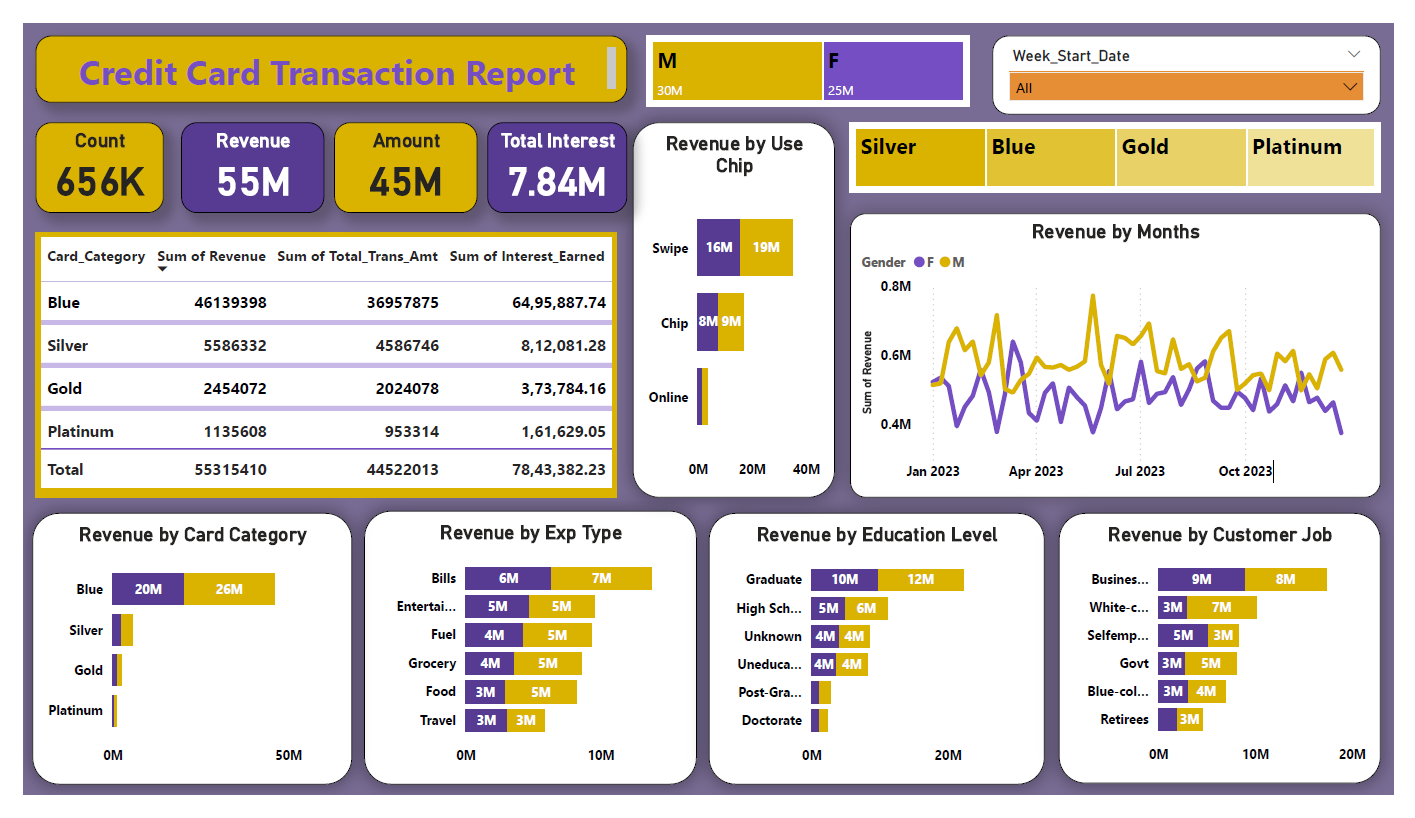 Credit Card Transaction Report
M
30M
F
25M
Week_Start_Date
All
Count
656K
Revenue
55M
Amount
45M
Total Interest
7.84M
Silver
Blue
Gold
Platinum
Card_Category Sum of Revenue Sum of Total_Trans_Amt Sum of Interest_Earned
Blue 46139398 36957875 64,95,887.74
Silver 5586332 4586746 8,12,081.28
Gold 2454072 2024078 3,73,784.16
Platinum 1135608 953314 1,61,629.05
Total 55315410 44522013 78,43,382.23
Revenue by Use
Chip
Swipe 16M 19M
Chip 8M 9M
Online
0M 20M 40M
Revenue by Months
Gender F M
Sum of Revenue
0.8M
0.6M
0.4M
Jan 2023 Apr 2023 Jul 2023 Oct 2023
Revenue by Card Category
Blue 20M 26M
Silver
Gold
Platinum
0M 50M
Revenue by Exp Type
Bills 6M 7M
Entertai... 5M 5M
Fuel 4M 5M
Grocery 4M 5M
Food 3M 5M
Travel 3M 3M
0M 10M
Revenue by Education Level
Graduate 10M 12M
High Sch... 5M 6M
Unknown 4M 4M
Uneduca... 4M 4M
Post-Gra...
Doctorate
0M 20M
Revenue by Customer Job
Busines... 9M 8M
White-c... 3M 7M
Selfemp... 5M 3M
Govt 3M 5M
Blue-col... 3M 4M
Retirees 3M
0M 10M 20M